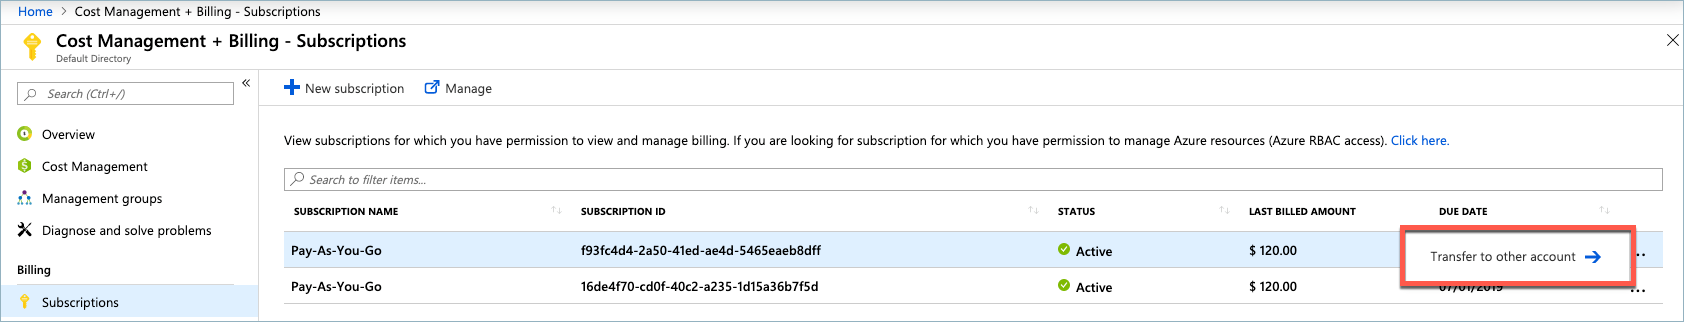 Home > Cost Management + Billing - Subscriptions
Cost Management + Billing - Subscriptions
Default Directory
Search (Ctrl+/)
«
Overview
Cost Management
Management groups
Diagnose and solve problems
Billing
Subscriptions
New subscription Manage
View subscriptions for which you have permission to view and manage billing. If you are looking for subscription for which you have permission to manage Azure resources (Azure RBAC access). Click here.
Search to filter items...
SUBSCRIPTION NAME SUBSCRIPTION ID STATUS LAST BILLED AMOUNT DUE DATE
Pay-As-You-Go f93fc4d4-2a50-41ed-ae4d-5465eaeb8dff Active $ 120.00 ...
Transfer to other account
Pay-As-You-Go 16de4f70-cd0f-40c2-a235-1d15a36b7f5d Active $ 120.00 07/01/2019 ...